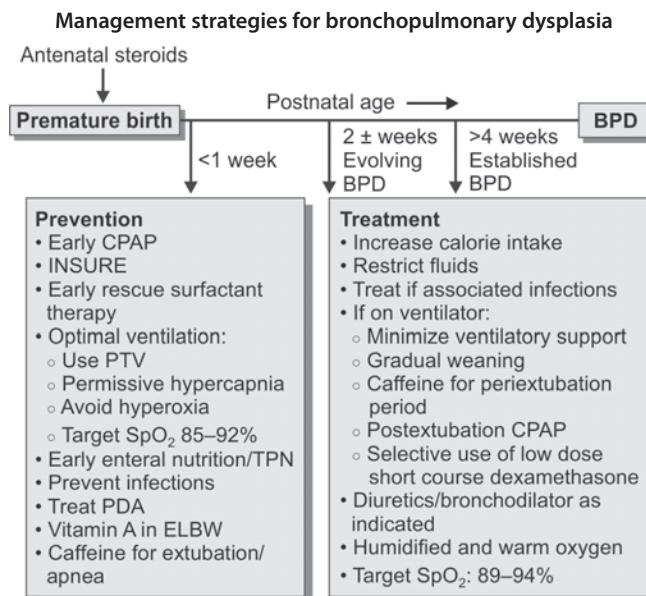 Management strategies for bronchopulmonary dysplasia
Antenatal steroids
Premature birth
Postnatal age
BPD
<1 week
2 ± weeks
Evolving
BPD
>4 weeks
Established
BPD
Prevention
• Early CPAP
• INSURE
• Early rescue surfactant
therapy
• Optimal ventilation:
○ Use PTV
○ Permissive hypercapnia
○ Avoid hyperoxia
○ Target SpO₂ 85–92%
• Early enteral nutrition/TPN
• Prevent infections
• Treat PDA
• Vitamin A in ELBW
• Caffeine for extubation/
apnea
Treatment
• Increase calorie intake
• Restrict fluids
• Treat if associated infections
• If on ventilator:
○ Minimize ventilatory support
○ Gradual weaning
○ Caffeine for periextubation
period
○ Postextubation CPAP
○ Selective use of low dose
short course dexamethasone
• Diuretics/bronchodilator as
indicated
• Humidified and warm oxygen
• Target SpO₂: 89–94%